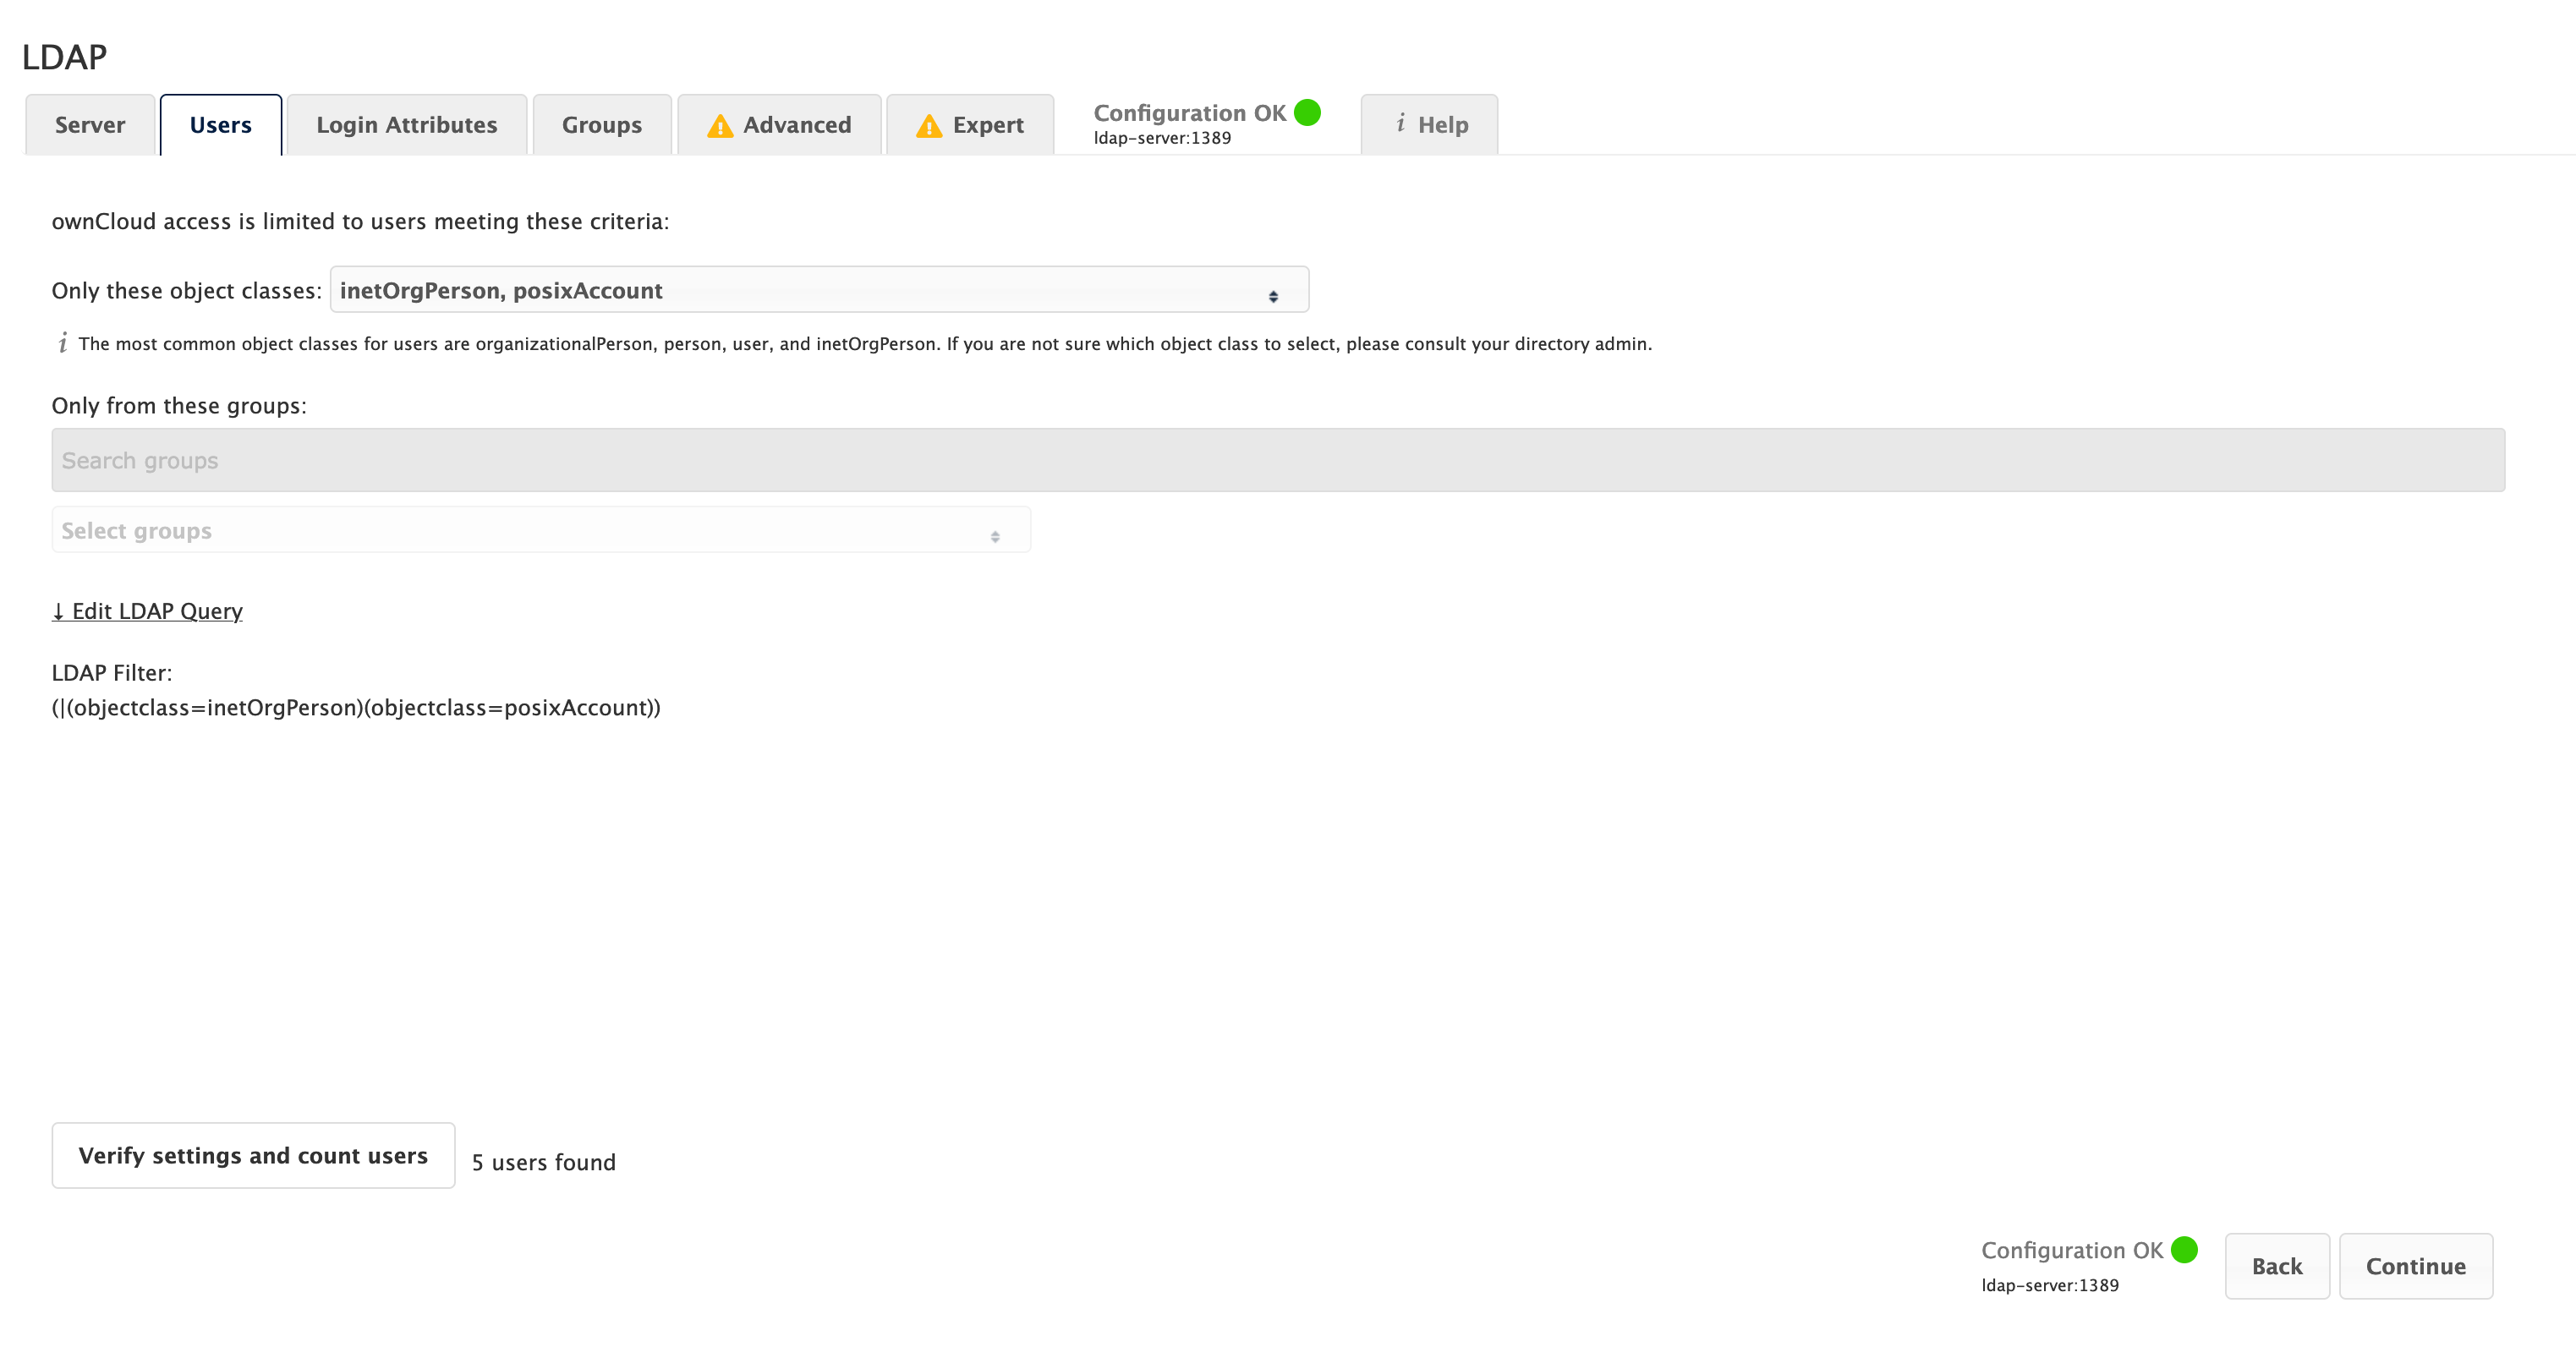 LDAP
Server Users Login Attributes Groups Advanced Expert Configuration OK i Help
ldap-server:1389
ownCloud access is limited to users meeting these criteria:
Only these object classes: inetOrgPerson, posixAccount
i The most common object classes for users are organizationalPerson, person, user, and inetOrgPerson. If you are not sure which object class to select, please consult your directory admin.
Only from these groups:
Search groups
Select groups
↓ Edit LDAP Query
LDAP Filter:
(|(objectclass=inetOrgPerson)(objectclass=posixAccount))
Verify settings and count users 5 users found
Configuration OK
ldap-server:1389
Back Continue